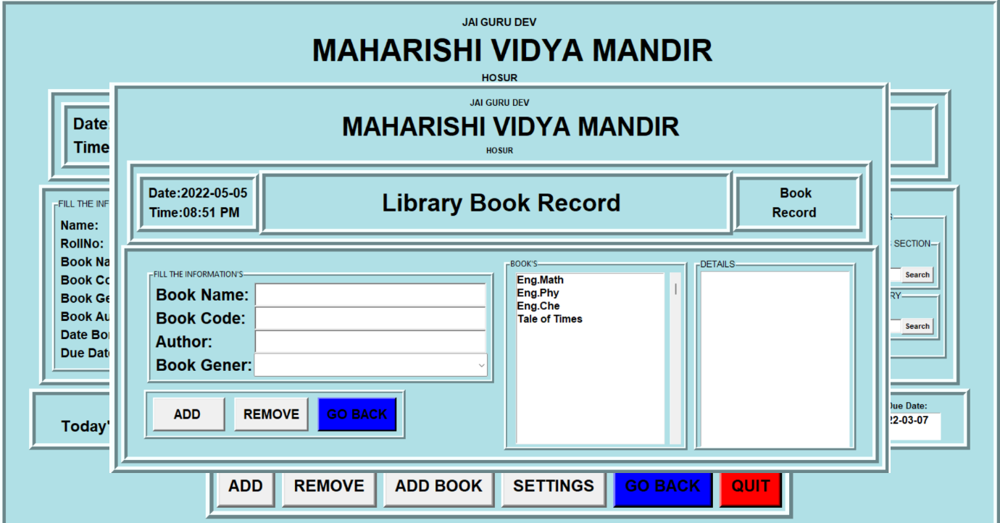 JAI GURU DEV
MAHARISHI VIDYA MANDIR
HOSUR
JAI GURU DEV
MAHARISHI VIDYA MANDIR
HOSUR
Date:
Time
Date:2022-05-05
Time:08:51 PM
Library Book Record
Book
Record
FILL THE INF
Name:
RollNo:
Book Na
Book Co
Book Ge
Book Au
Date Bo
Due Dat
FILL THE INFORMATION'S
Book Name:
Book Code:
Author:
Book Gener:
ADD
REMOVE
GO BACK
BOOK'S
Eng.Math
Eng.Phy
Eng.Che
Tale of Times
DETAILS
SECTION
Search
RY
Search
Today'
Due Date:
22-03-07
ADD
REMOVE
ADD BOOK
SETTINGS
GO BACK
QUIT